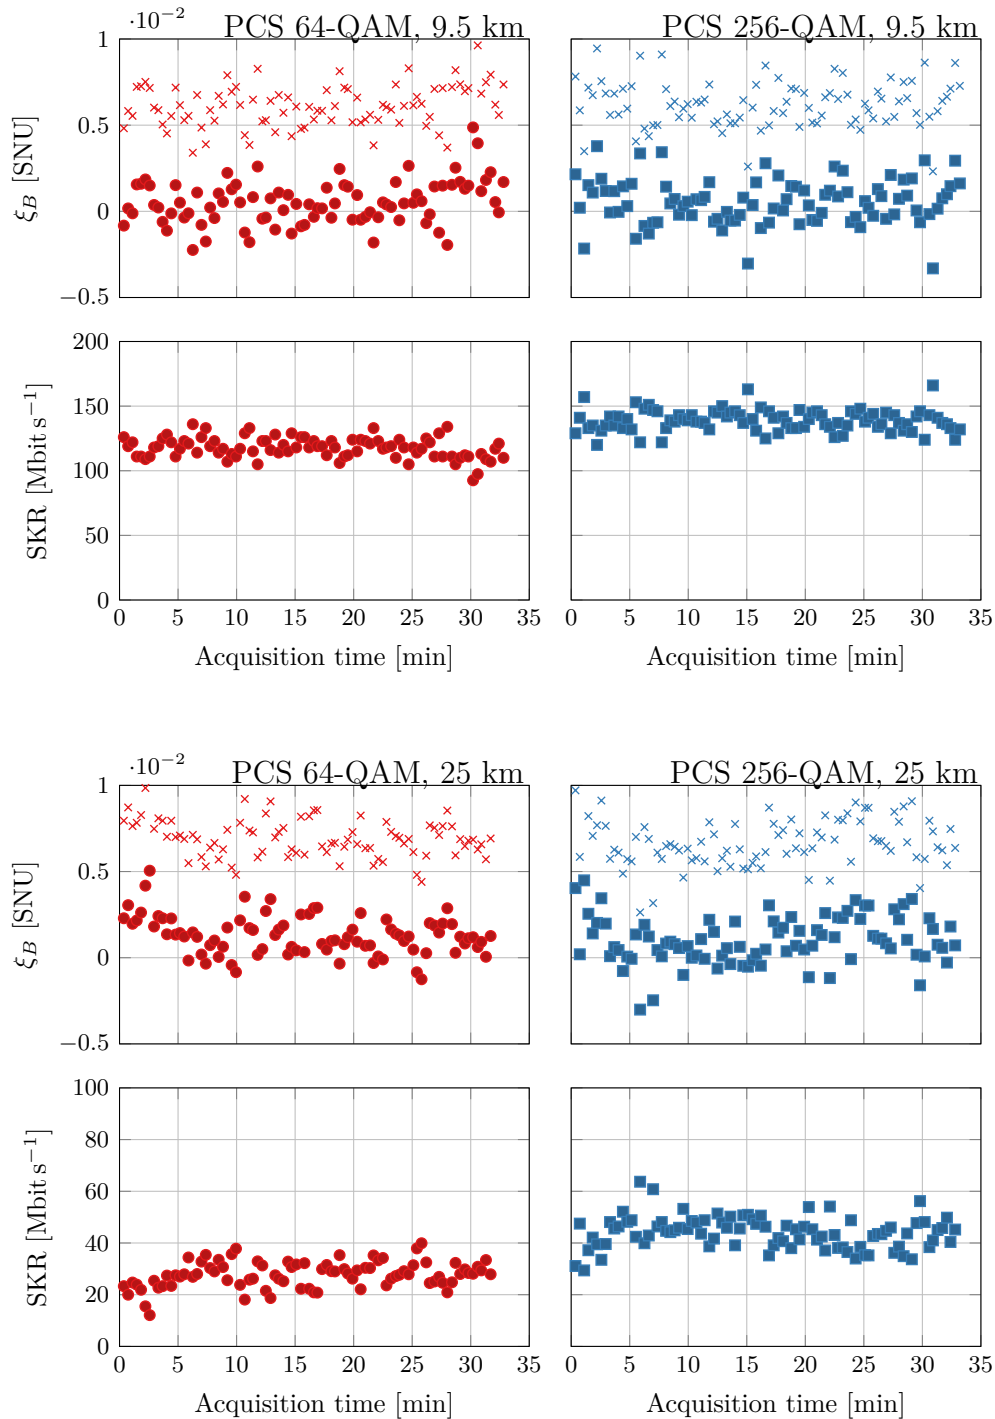 ·10⁻² PCS 64-QAM, 9.5 km PCS 256-QAM, 9.5 km
1
0.5
0
−0.5
ξ_B [SNU]
200
150
100
50
0
SKR [Mbit s⁻¹]
0 5 10 15 20 25 30 35 0 5 10 15 20 25 30 35
Acquisition time [min] Acquisition time [min]
·10⁻² PCS 64-QAM, 25 km PCS 256-QAM, 25 km
1
0.5
0
−0.5
ξ_B [SNU]
100
80
60
40
20
0
SKR [Mbit s⁻¹]
0 5 10 15 20 25 30 35 0 5 10 15 20 25 30 35
Acquisition time [min] Acquisition time [min]